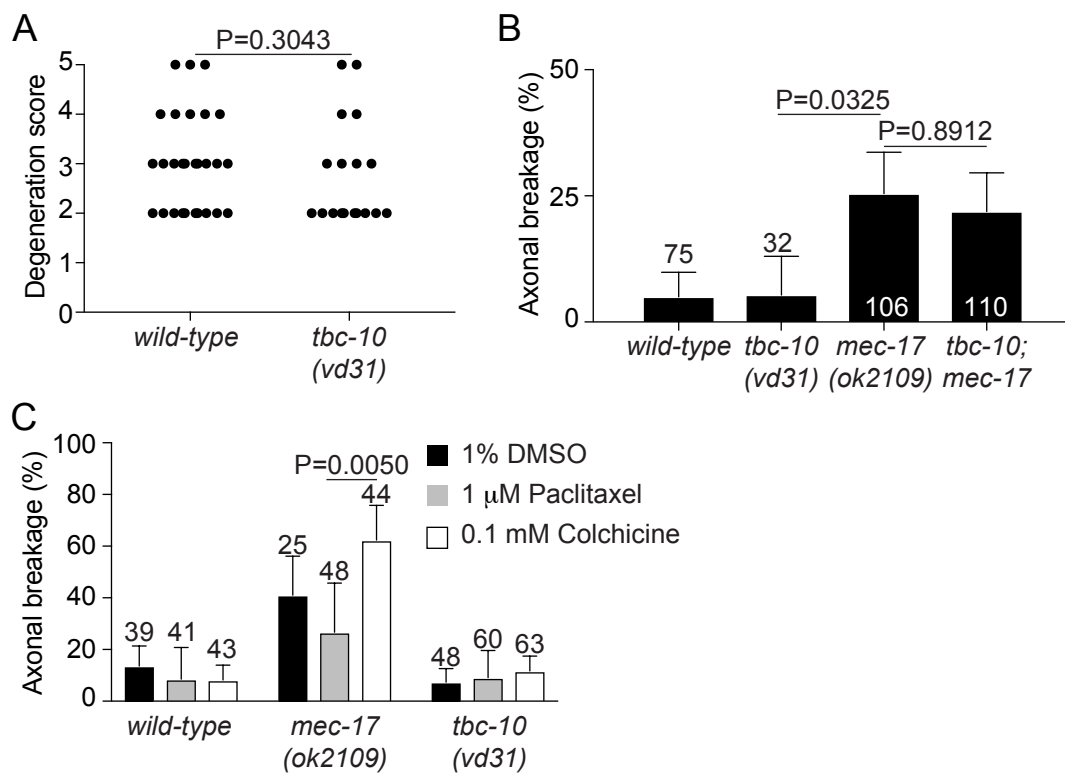 A
P=0.3043
Degeneration score
5
4
3
2
1
0
wild-type
tbc-10
(vd31)
B
Axonal breakage (%)
50
25
0
P=0.0325
P=0.8912
75
32
106
110
wild-type
tbc-10
(vd31)
mec-17
(ok2109)
tbc-10;
mec-17
C
Axonal breakage (%)
100
80
60
40
20
0
1% DMSO
1 μM Paclitaxel
0.1 mM Colchicine
P=0.0050
39
41
43
25
48
44
48
60
63
wild-type
mec-17
(ok2109)
tbc-10
(vd31)